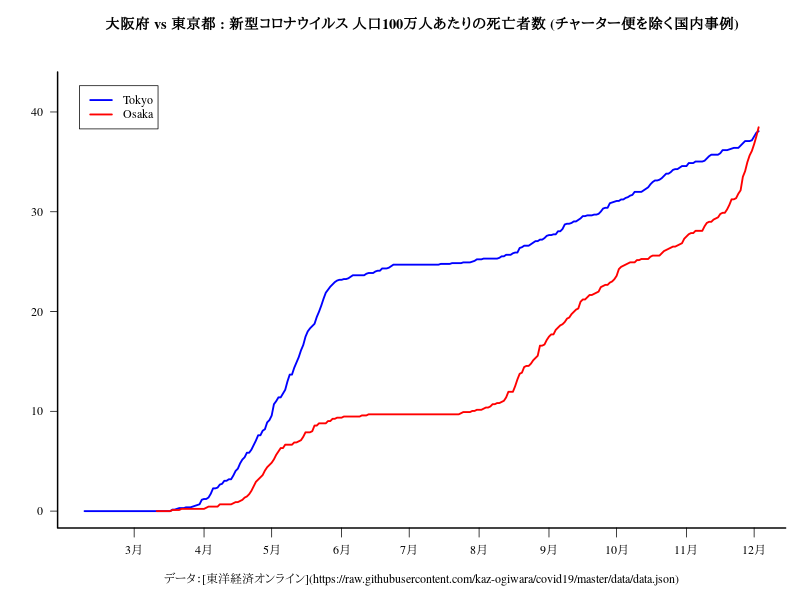 大阪府 vs 東京都 : 新型コロナウイルス 人口100万人あたりの死亡者数 (チャーター便を除く国内事例)
Tokyo
Osaka
40
30
20
10
0
3月 4月 5月 6月 7月 8月 9月 10月 11月 12月
データ：[東洋経済オンライン](https://raw.githubusercontent.com/kaz-ogiwara/covid19/master/data/data.json)